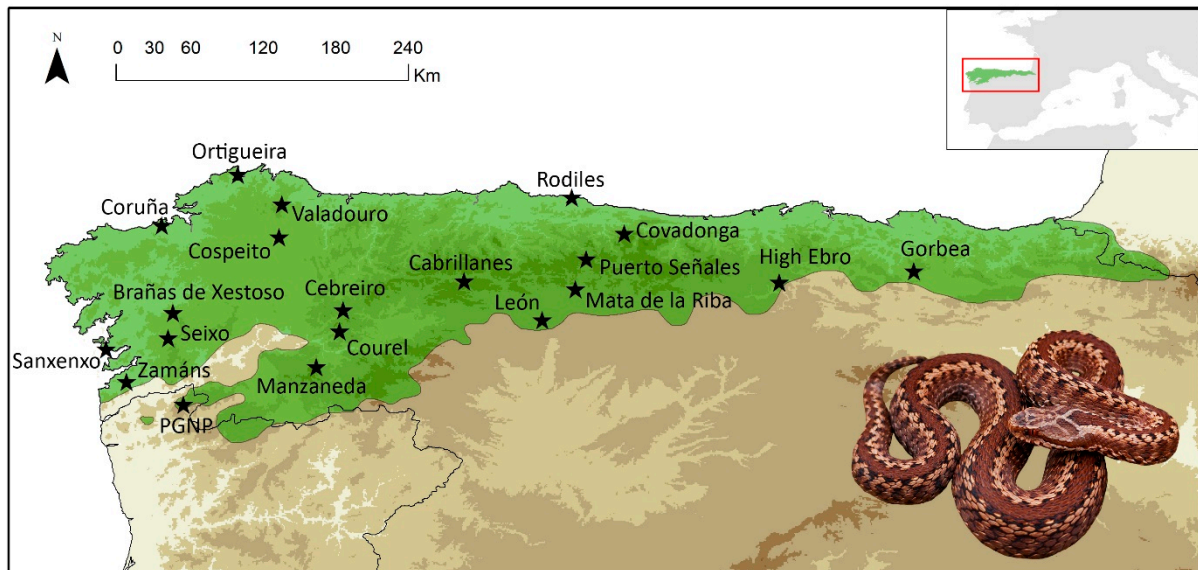 N
0 30 60 120 180 240
Km
Ortigueira
Rodiles
Coruña
Valadouro
Cospeito
Covadonga
Cabrillanes
Puerto Señales
High Ebro
Gorbea
Brañas de Xestoso
Cebreiro
León
Mata de la Riba
Seixo
Sanxenxo
Courel
Zamáns
Manzaneda
PGNP